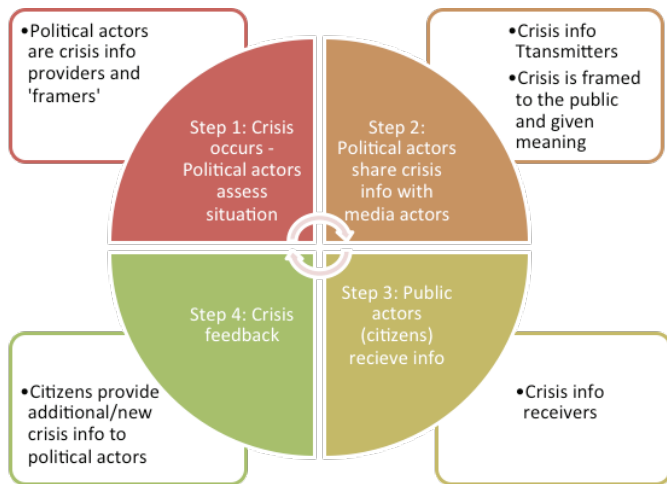 •Political actors
are crisis info
providers and
'framers'
Step 1: Crisis
occurs -
Political actors
assess
situation
Step 2:
Political actors
share crisis
info with
media actors
•Crisis info
Ttansmitters
•Crisis is framed
to the public
and given
meaning
Step 4: Crisis
feedback
Step 3: Public
actors
(citizens)
recieve info
•Citizens provide
additional/new
crisis info to
political actors
•Crisis info
receivers